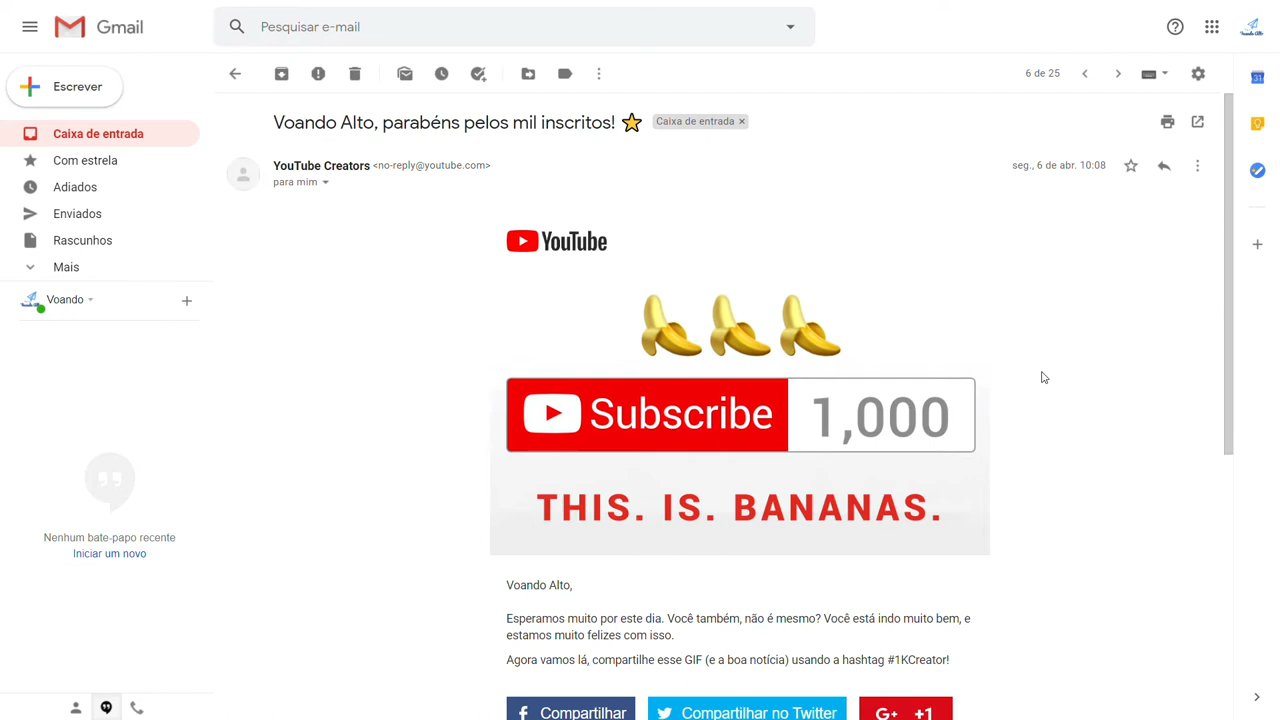 Gmail
Pesquisar e-mail
Escrever
6 de 25
31
Caixa de entrada
Com estrela
Adiados
Enviados
Rascunhos
Mais
Voando
Nenhum bate-papo recente
Iniciar um novo
Voando Alto, parabéns pelos mil inscritos! Caixa de entrada x
YouTube Creators <no-reply@youtube.com>
seg., 6 de abr. 10:08
para mim
YouTube
Subscribe 1,000
THIS. IS. BANANAS.
Voando Alto,
Esperamos muito por este dia. Você também, não é mesmo? Você está indo muito bem, e
estamos muito felizes com isso.
Agora vamos lá, compartilhe esse GIF (e a boa notícia) usando a hashtag #1KCreator!
f Compartilhar
Compartilhar no Twitter
G+ +1